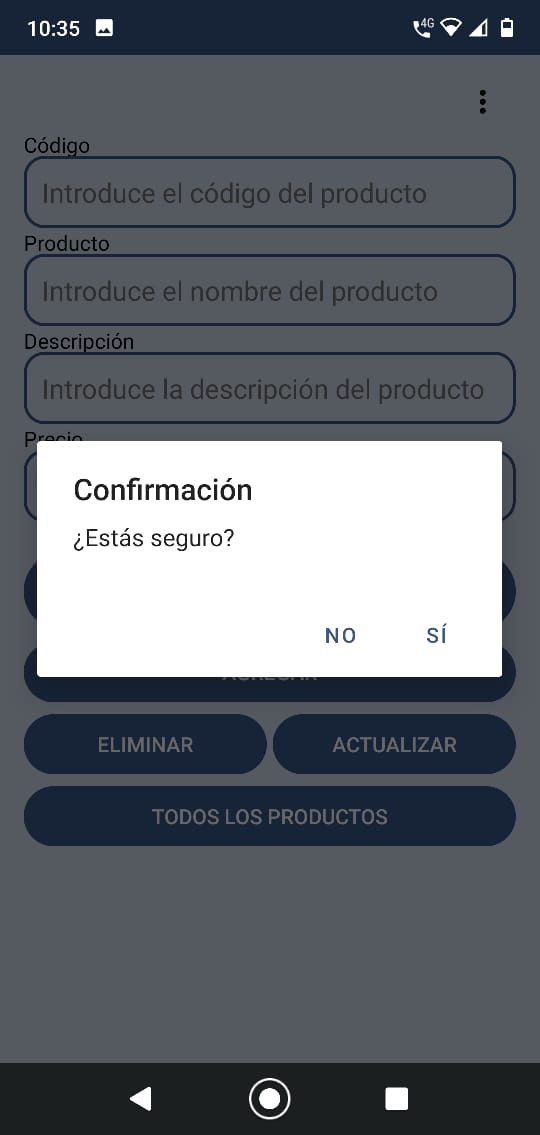 10:35
4G
Código
Introduce el código del producto
Producto
Introduce el nombre del producto
Descripción
Introduce la descripción del producto
Precio
Confirmación
¿Estás seguro?
NO SÍ
AGREGAR
ELIMINAR ACTUALIZAR
TODOS LOS PRODUCTOS